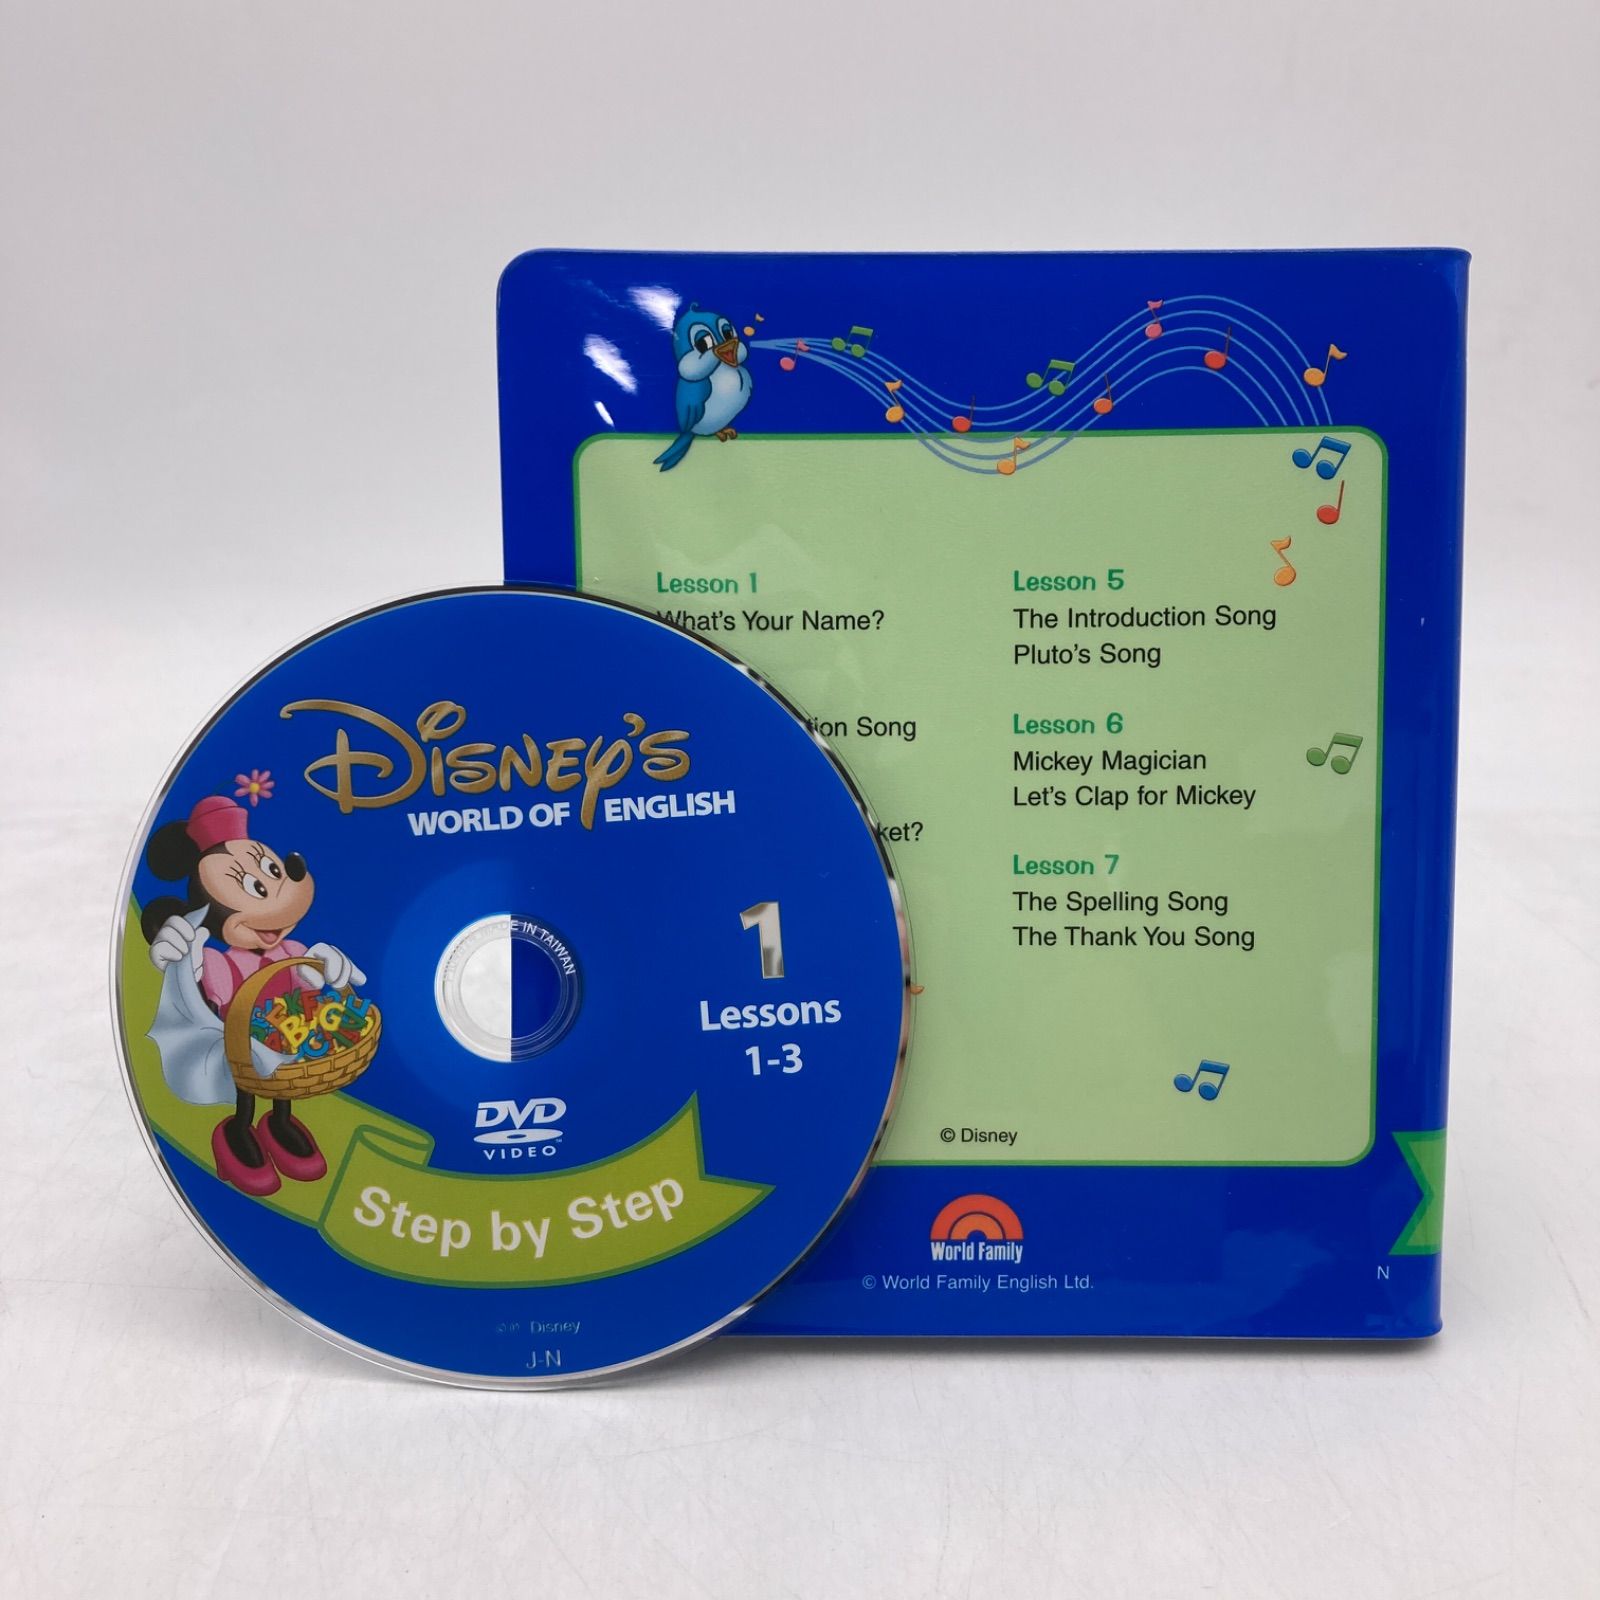 Lesson 1
What's Your Name?
Song
Lesson 5
The Introduction Song
Pluto's Song
Lesson 6
Mickey Magician
Let's Clap for Mickey
Lesson 7
The Spelling Song
The Thank You Song
© Disney
World Family
© World Family English Ltd.
N
DISNEY'S
WORLD OF ENGLISH
1
Lessons
1-3
MADE IN TAIWAN
DVD
VIDEO
Step by Step
Disney
J-N